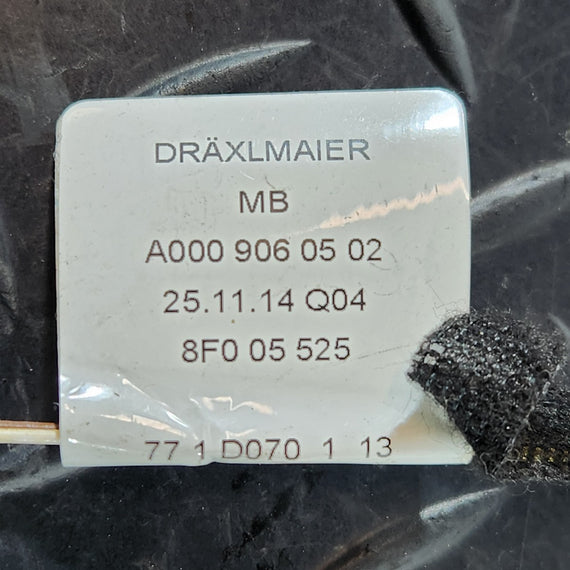 DRÄXLMAIER
MB
A000 906 05 02
25.11.14 Q04
8F0 05 525
77 1 D070 1 13